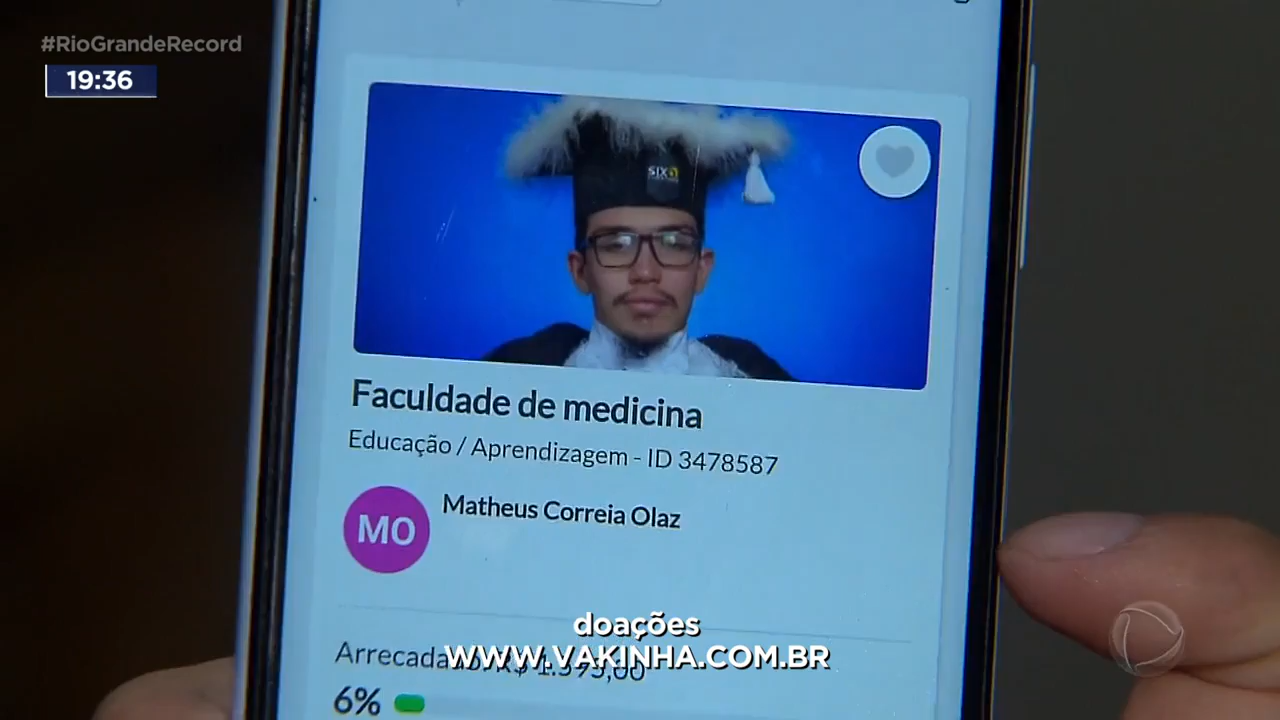 #RioGrandeRecord
19:36
SIX
Faculdade de medicina
Educação / Aprendizagem - ID 3478587
MO
Matheus Correia Olaz
doações
WWW.VAKINHA.COM.BR
6%